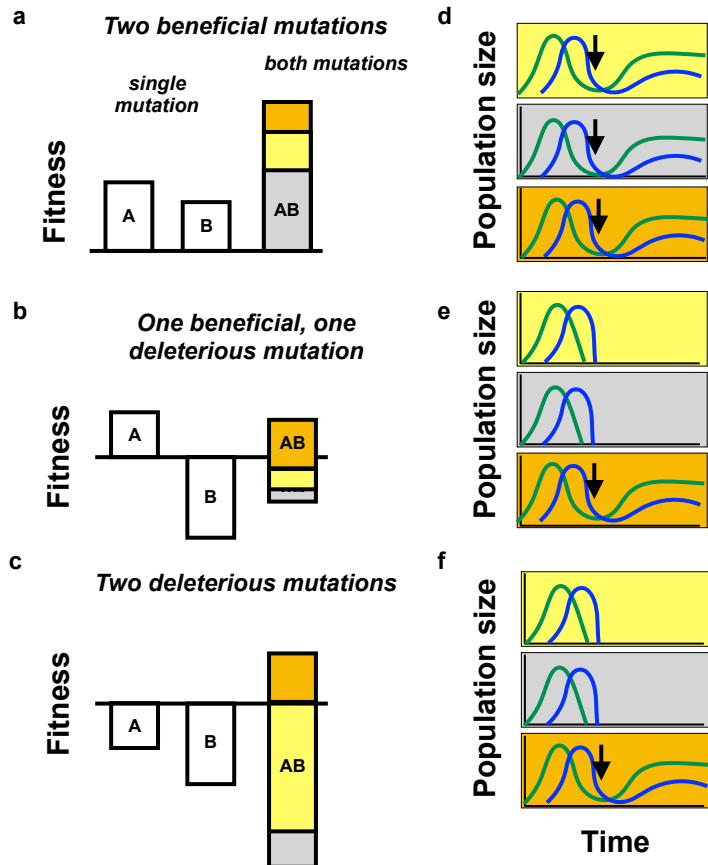 a
Two beneficial mutations
both mutations
single
mutation
Fitness
A
B
AB
b
One beneficial, one
deleterious mutation
Fitness
A
B
AB
c
Two deleterious mutations
Fitness
A
B
AB
d
Population size
e
Population size
f
Population size
Time